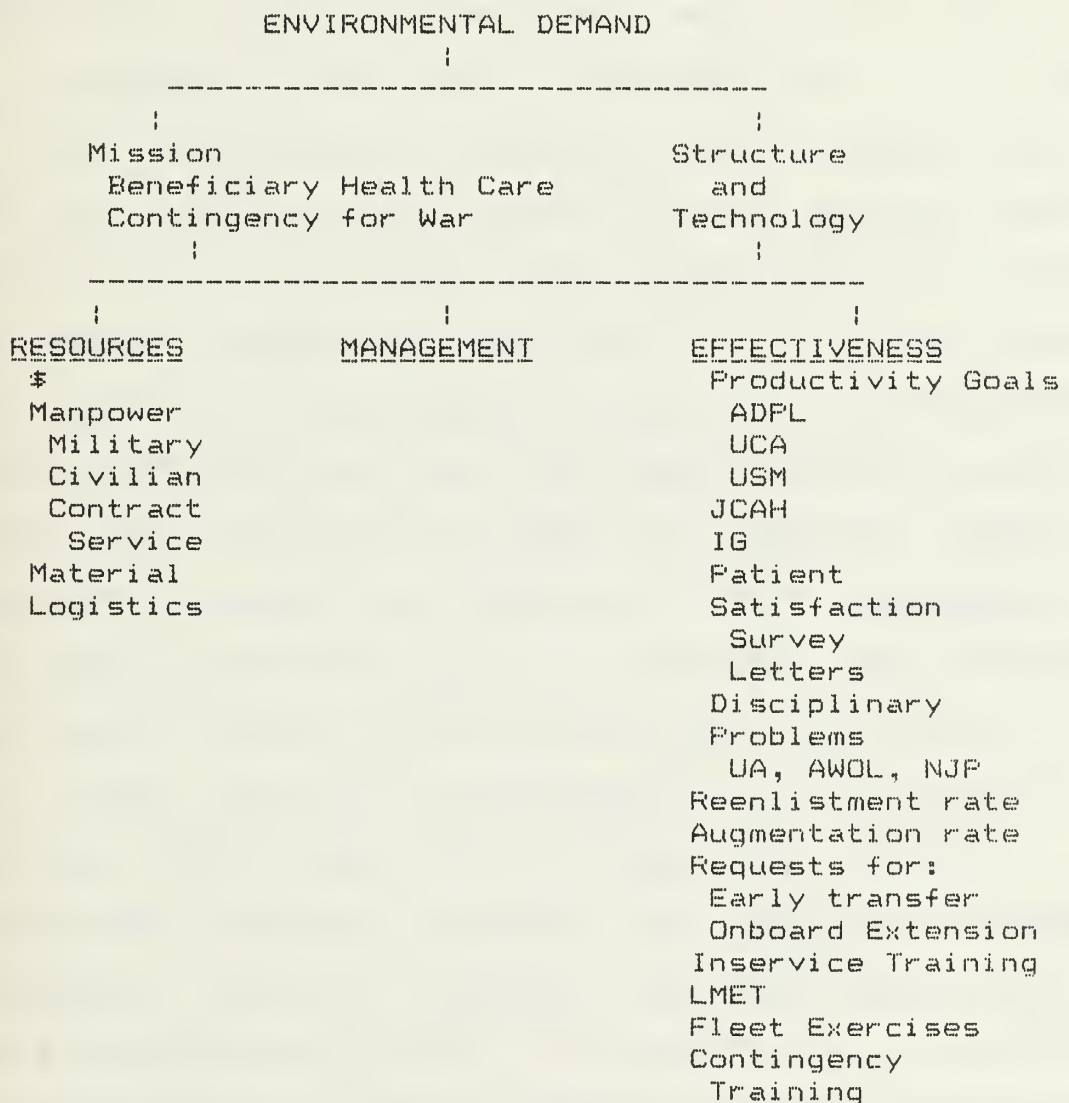 ENVIRONMENTAL DEMAND
Mission Structure
Beneficiary Health Care and
Contingency for War Technology
RESOURCES MANAGEMENT EFFECTIVENESS
$ Productivity Goals
Manpower ADPL
Military UCA
Civilian USM
Contract JCAH
Service IG
Material Patient
Logistics Satisfaction
Survey
Letters
Disciplinary
Problems
UA, AWOL, NJP
Reenlistment rate
Augmentation rate
Requests for:
Early transfer
Onboard Extension
Inservice Training
LMET
Fleet Exercises
Contingency
Training